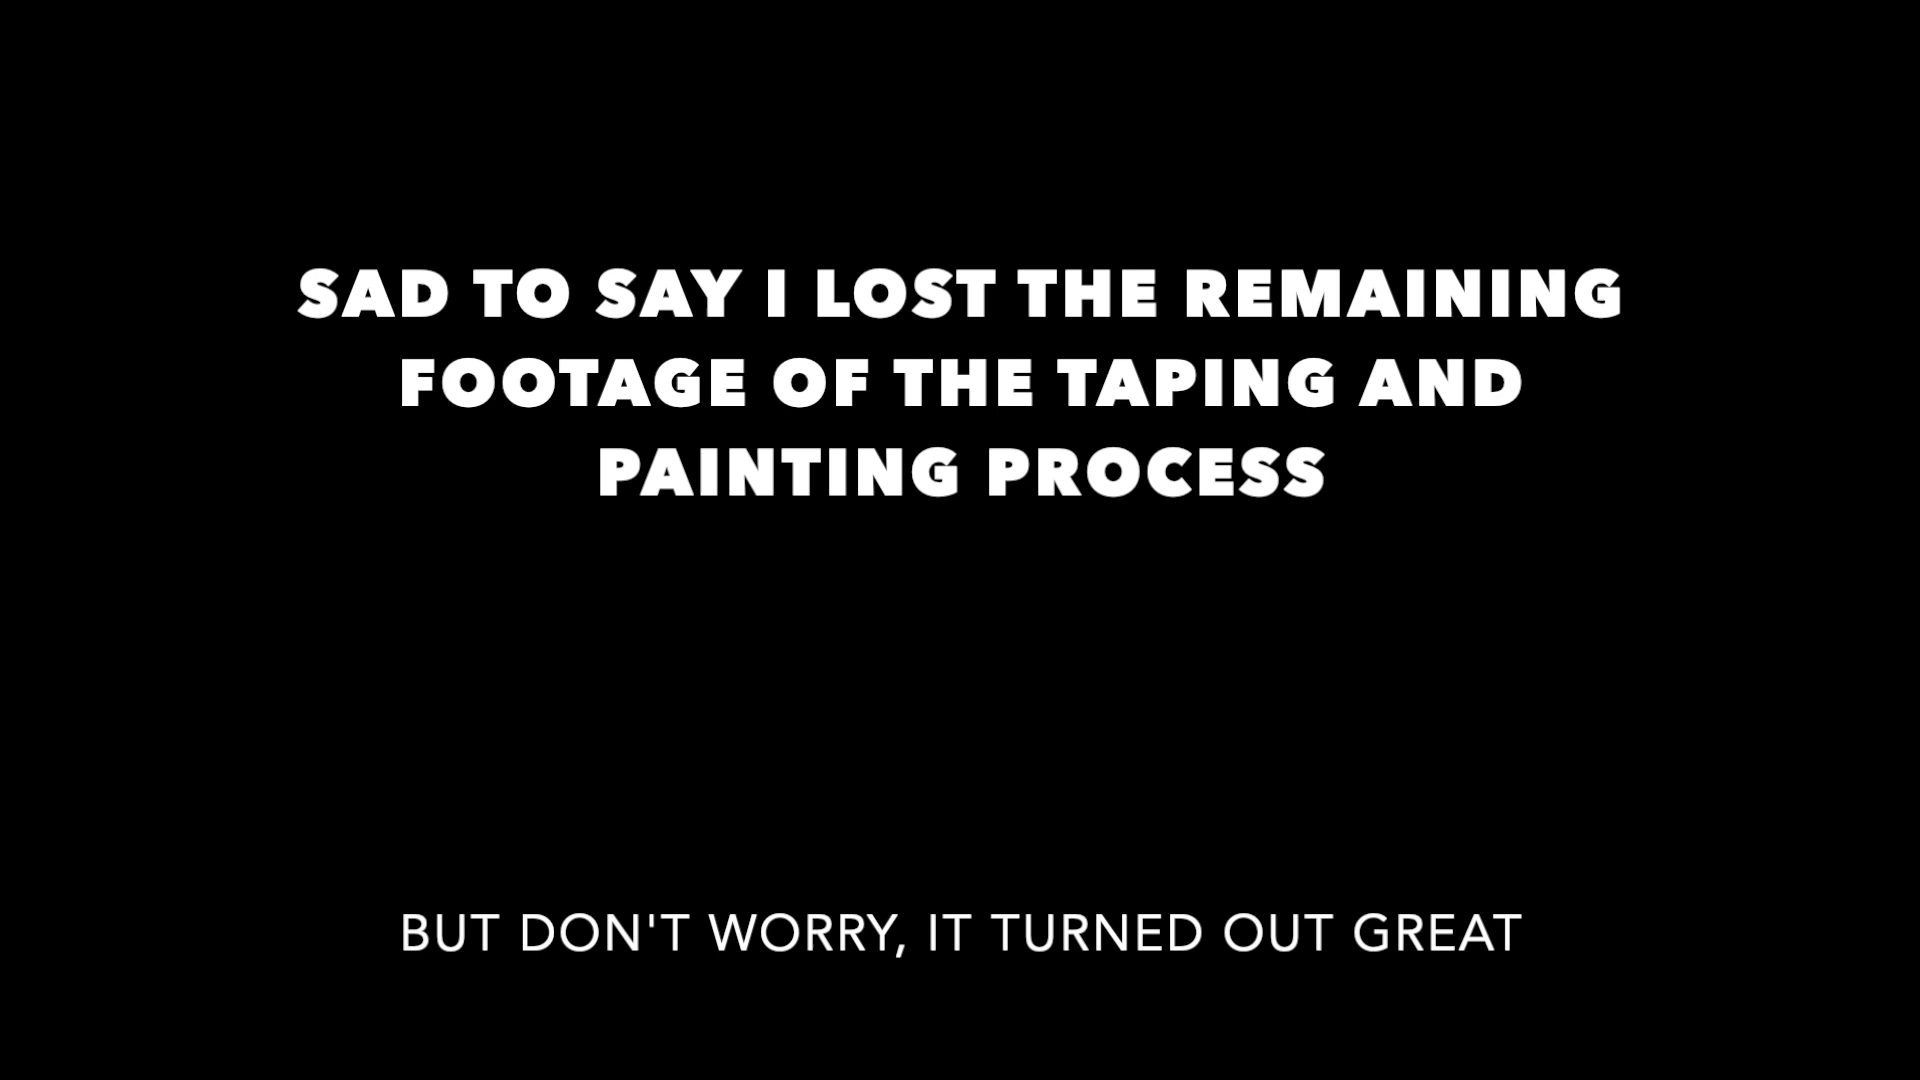 SAD TO SAY I LOST THE REMAINING
FOOTAGE OF THE TAPING AND
PAINTING PROCESS
BUT DON'T WORRY, IT TURNED OUT GREAT